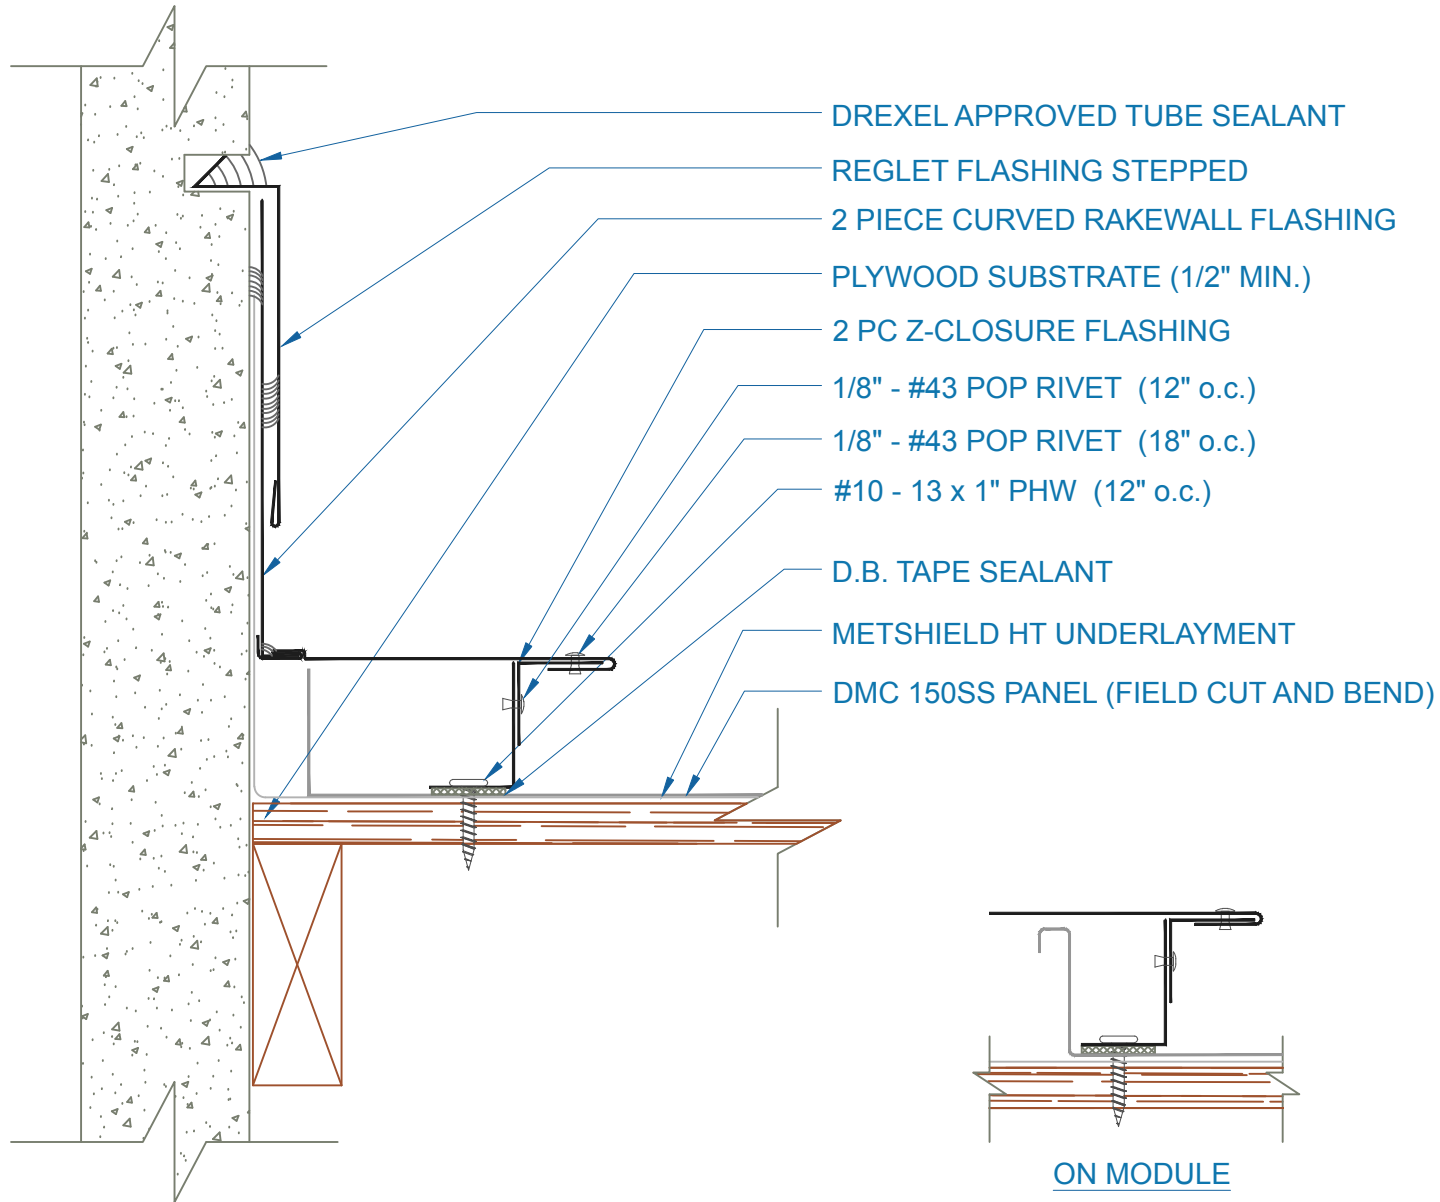 DREXEL APPROVED TUBE SEALANT
REGLET FLASHING STEPPED
2 PIECE CURVED RAKEWALL FLASHING
PLYWOOD SUBSTRATE (1/2" MIN.)
2 PC Z-CLOSURE FLASHING
1/8" - #43 POP RIVET (12" o.c.)
1/8" - #43 POP RIVET (18" o.c.)
#10 - 13 x 1" PHW (12" o.c.)
D.B. TAPE SEALANT
METSHIELD HT UNDERLAYMENT
DMC 150SS PANEL (FIELD CUT AND BEND)
ON MODULE